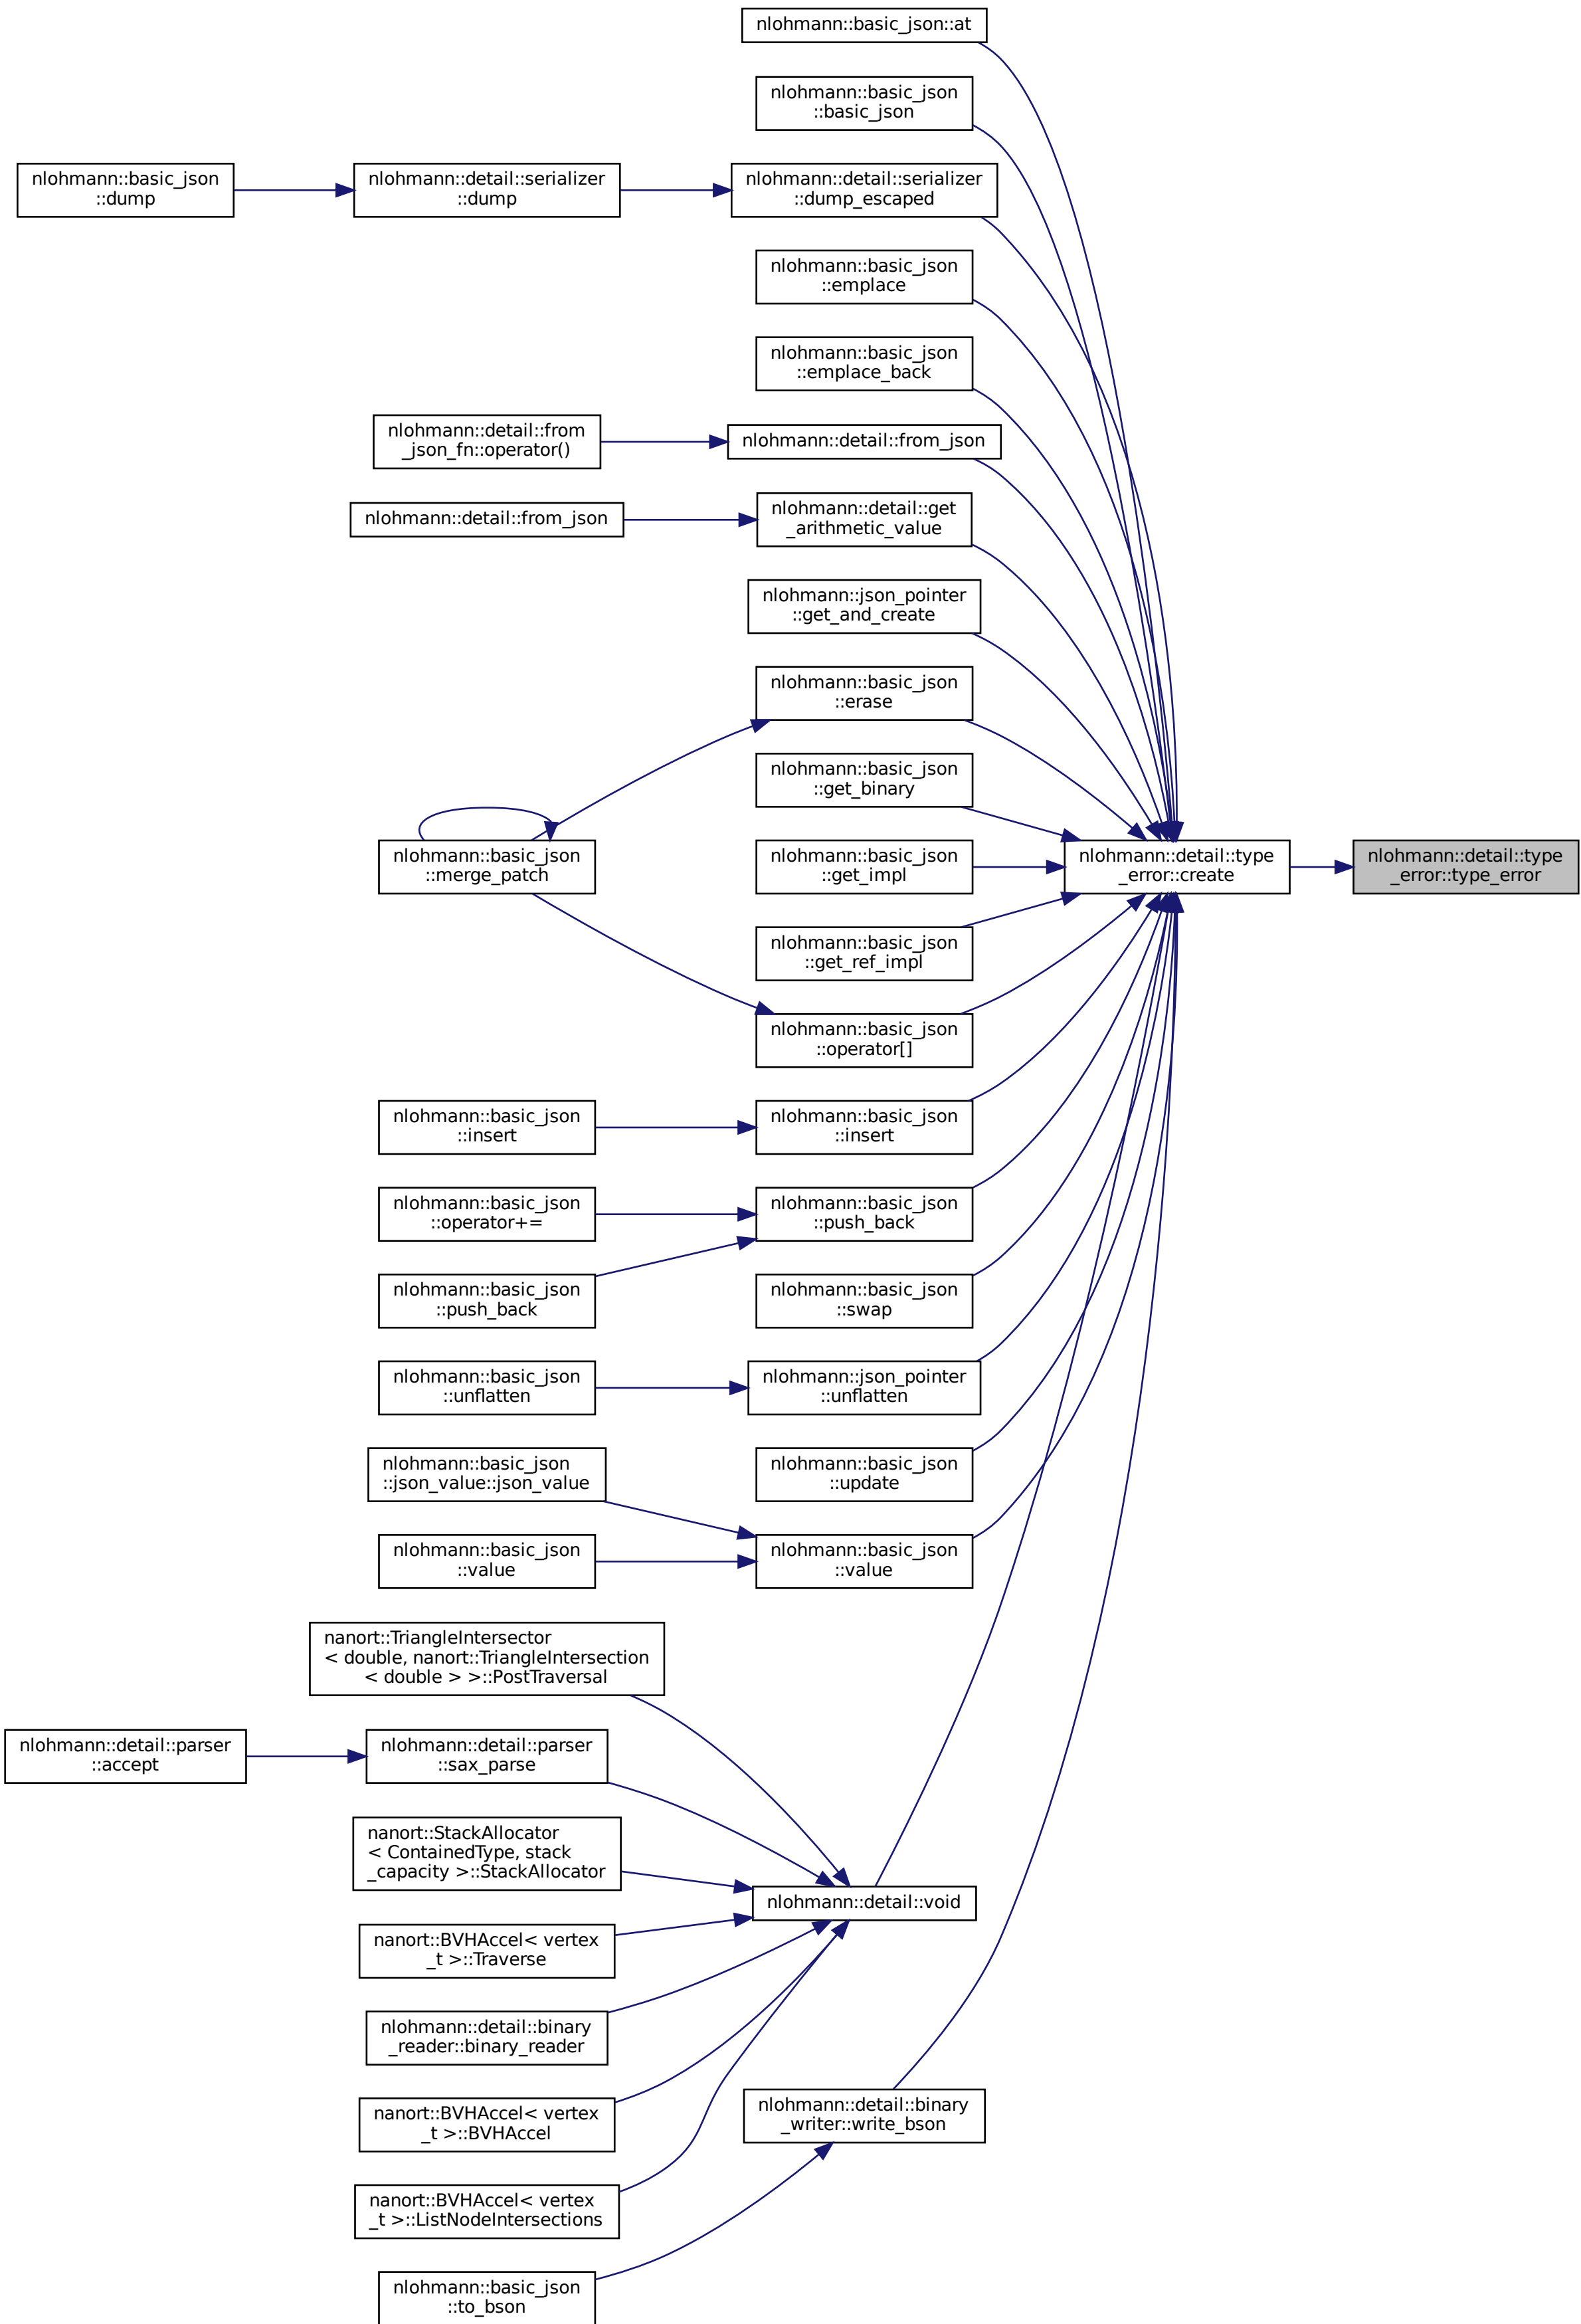 nlohmann::basic_json::at
nlohmann::basic_json
::basic_json
nlohmann::basic_json
::dump
nlohmann::detail::serializer
::dump
nlohmann::detail::serializer
::dump_escaped
nlohmann::basic_json
::emplace
nlohmann::basic_json
::emplace_back
nlohmann::detail::from
_json_fn::operator()
nlohmann::detail::from_json
nlohmann::detail::from_json
nlohmann::detail::get
_arithmetic_value
nlohmann::json_pointer
::get_and_create
nlohmann::basic_json
::erase
nlohmann::basic_json
::get_binary
nlohmann::basic_json
::merge_patch
nlohmann::basic_json
::get_impl
nlohmann::detail::type
_error::create
nlohmann::detail::type
_error::type_error
nlohmann::basic_json
::get_ref_impl
nlohmann::basic_json
::operator[]
nlohmann::basic_json
::insert
nlohmann::basic_json
::insert
nlohmann::basic_json
::operator+=
nlohmann::basic_json
::push_back
nlohmann::basic_json
::push_back
nlohmann::basic_json
::swap
nlohmann::basic_json
::unflatten
nlohmann::json_pointer
::unflatten
nlohmann::basic_json
::json_value::json_value
nlohmann::basic_json
::update
nlohmann::basic_json
::value
nlohmann::basic_json
::value
nanort::TriangleIntersector
< double, nanort::TriangleIntersection
< double > >::PostTraversal
nlohmann::detail::parser
::accept
nlohmann::detail::parser
::sax_parse
nanort::StackAllocator
< ContainedType, stack
_capacity >::StackAllocator
nlohmann::detail::void
nanort::BVHAccel< vertex
_t >::Traverse
nlohmann::detail::binary
_reader::binary_reader
nanort::BVHAccel< vertex
_t >::BVHAccel
nlohmann::detail::binary
_writer::write_bson
nanort::BVHAccel< vertex
_t >::ListNodeIntersections
nlohmann::basic_json
::to_bson